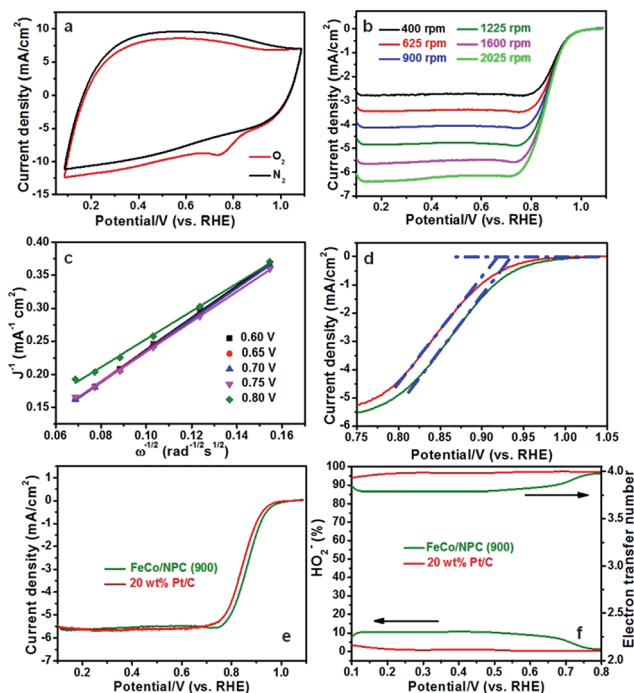 a
Current density (mA/cm²)
10
5
0
-5
-10
-15
0.2 0.4 0.6 0.8 1.0
Potential/V (vs. RHE)
O₂
N₂
b
Current density (mA/cm²)
400 rpm 1225 rpm
625 rpm 1600 rpm
900 rpm 2025 rpm
0
-1
-2
-3
-4
-5
-6
-7
0.2 0.4 0.6 0.8 1.0
Potential/V (vs. RHE)
c
J⁻¹ (mA⁻¹ cm²)
0.40
0.35
0.30
0.25
0.20
0.15
0.60 V
0.65 V
0.70 V
0.75 V
0.80 V
0.06 0.08 0.10 0.12 0.14 0.16
ω⁻¹/² (rad⁻¹/²s¹/²)
d
Current density (mA/cm²)
0
-1
-2
-3
-4
-5
-6
0.75 0.80 0.85 0.90 0.95 1.00 1.05
Potential/V (vs. RHE)
Current density (mA/cm²)
1
0
-1
-2
-3
-4
-5
-6
-7
FeCo/NPC (900)
20 wt% Pt/C
e
0.2 0.4 0.6 0.8 1.0
Potential/V (vs. RHE)
HO₂⁻ (%)
100
90
80
70
60
50
40
30
20
10
0
FeCo/NPC (900)
20 wt% Pt/C
f
4.0
3.5
3.0
2.5
2.0
Electron transfer number
0.1 0.2 0.3 0.4 0.5 0.6 0.7 0.8
Potential/V (vs. RHE)